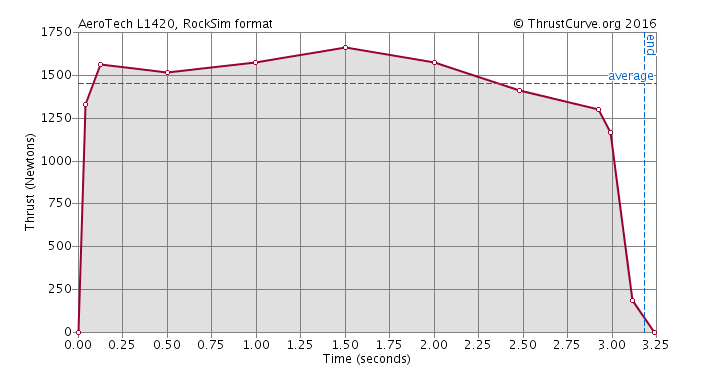 AeroTech L1420, RockSim format
© ThrustCurve.org 2016
1750
1500
1250
1000
750
500
250
0
Thrust (Newtons)
average
end
0.00 0.25 0.50 0.75 1.00 1.25 1.50 1.75 2.00 2.25 2.50 2.75 3.00 3.25
Time (seconds)